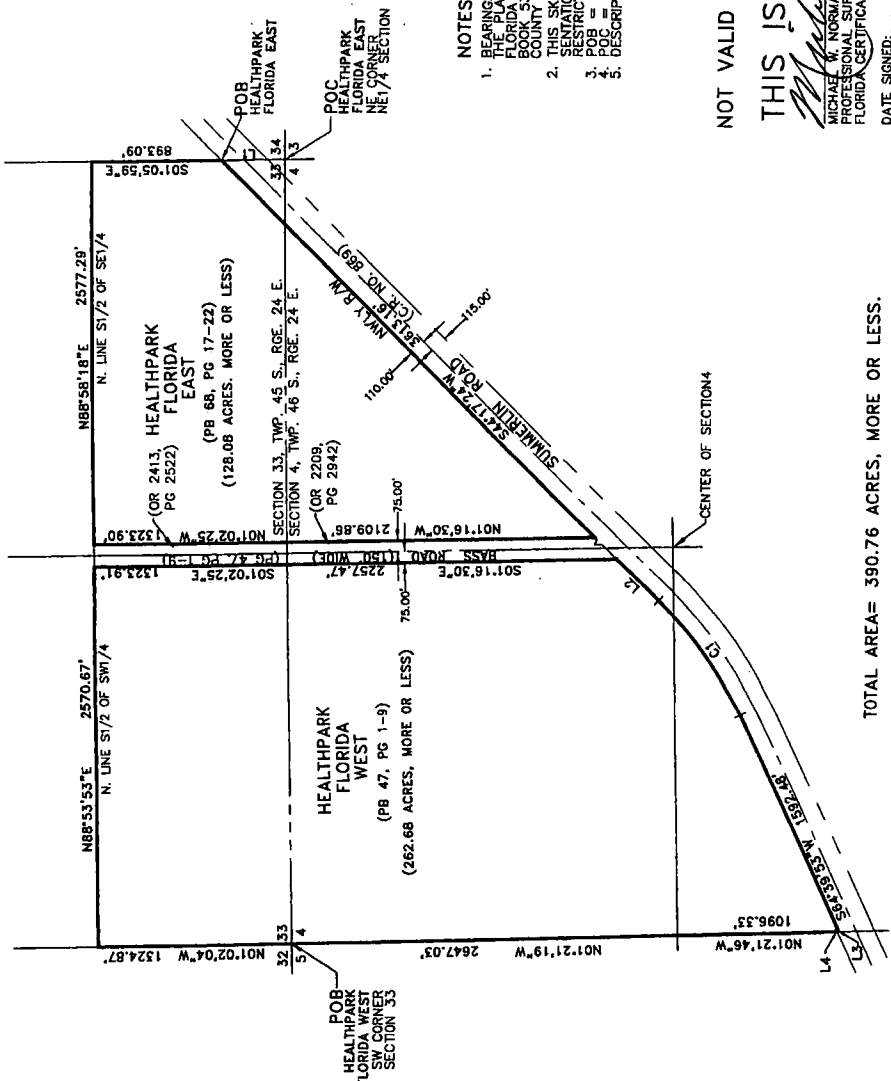 N88°53'53"E 2570.67'
N. LINE S1/2 OF SW1/4
N88°58'18"E 2577.29'
N. LINE S1/2 OF SE1/4
S01°05'59"E
893.09'
POB
HEALTHPARK
FLORIDA EAST
POC
HEALTHPARK
FLORIDA EAST
NE CORNER
NE1/4 SECTION
33 34
4 3
L1
(OR 2413,
PG 2522)
HEALTHPARK
FLORIDA
EAST
(PB 68, PG 17-22)
(128.08 ACRES. MORE OR LESS)
SECTION 33, TWP. 45 S., RGE. 24 E.
SECTION 4, TWP. 46 S., RGE. 24 E.
(OR 2209,
PG 2942)
N01°02'25"W 1323.90'
N01°16'30"W 2109.86'
75.00'
BASS ROAD (150' WIDE) (PG 47, PG 1-9)
1323.91'
S01°02'25"E
2257.47'
S01°16'30"E
75.00'
NW'LY R/W
3613.16'
S44°17'24"W
(C.R. NO. 869)
SUMMERLIN ROAD
110.00'
115.00'
CENTER OF SECTION4
L2
C1
S64°39'53"W 1592.48'
L4
L3
HEALTHPARK
FLORIDA
WEST
(PB 47, PG 1-9)
(262.68 ACRES, MORE OR LESS)
1324.87'
N01°02'04"W
32 33
5 4
2647.03'
N01°21'19"W
1096.33'
N01°21'46"W
POB
HEALTHPARK
FLORIDA WEST
SW CORNER
SECTION 33
TOTAL AREA= 390.76 ACRES, MORE OR LESS.
NOTES
1. BEARING
THE PLA
FLORIDA
BOOK 5
COUNTY
2. THIS SK
SENTATI
RESTRIC
3. POB =
4. POC =
5. DESCRIP
NOT VALID
THIS IS
MICHAEL W. NORMA
PROFESSIONAL SUR
FLORIDA CERTIFICA
DATE SIGNED: